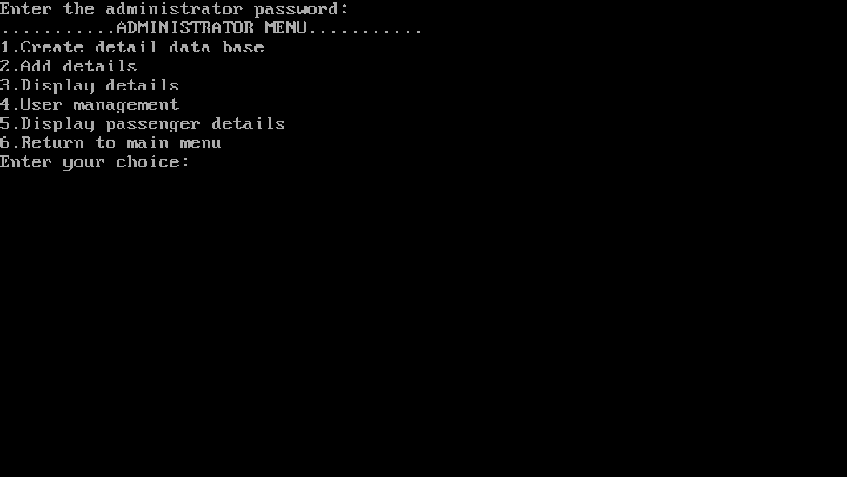 Enter the administrator password:
...........ADMINISTRATOR MENU...........
1.Create detail data base
2.Add details
3.Display details
4.User management
5.Display passenger details
6.Return to main menu
Enter your choice: